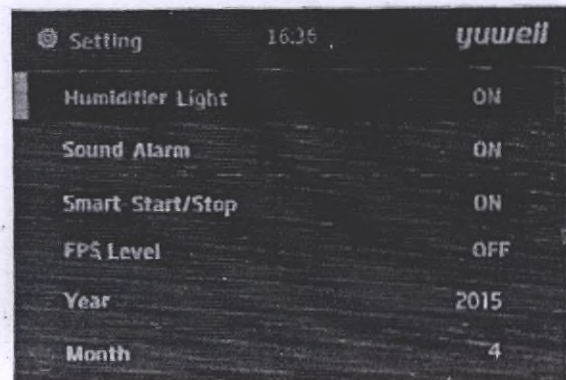 Setting 16:36 yuwell
Humidifier Light ON
Sound Alarm ON
Smart Start/Stop ON
FPS Level OFF
Year 2015
Month 4